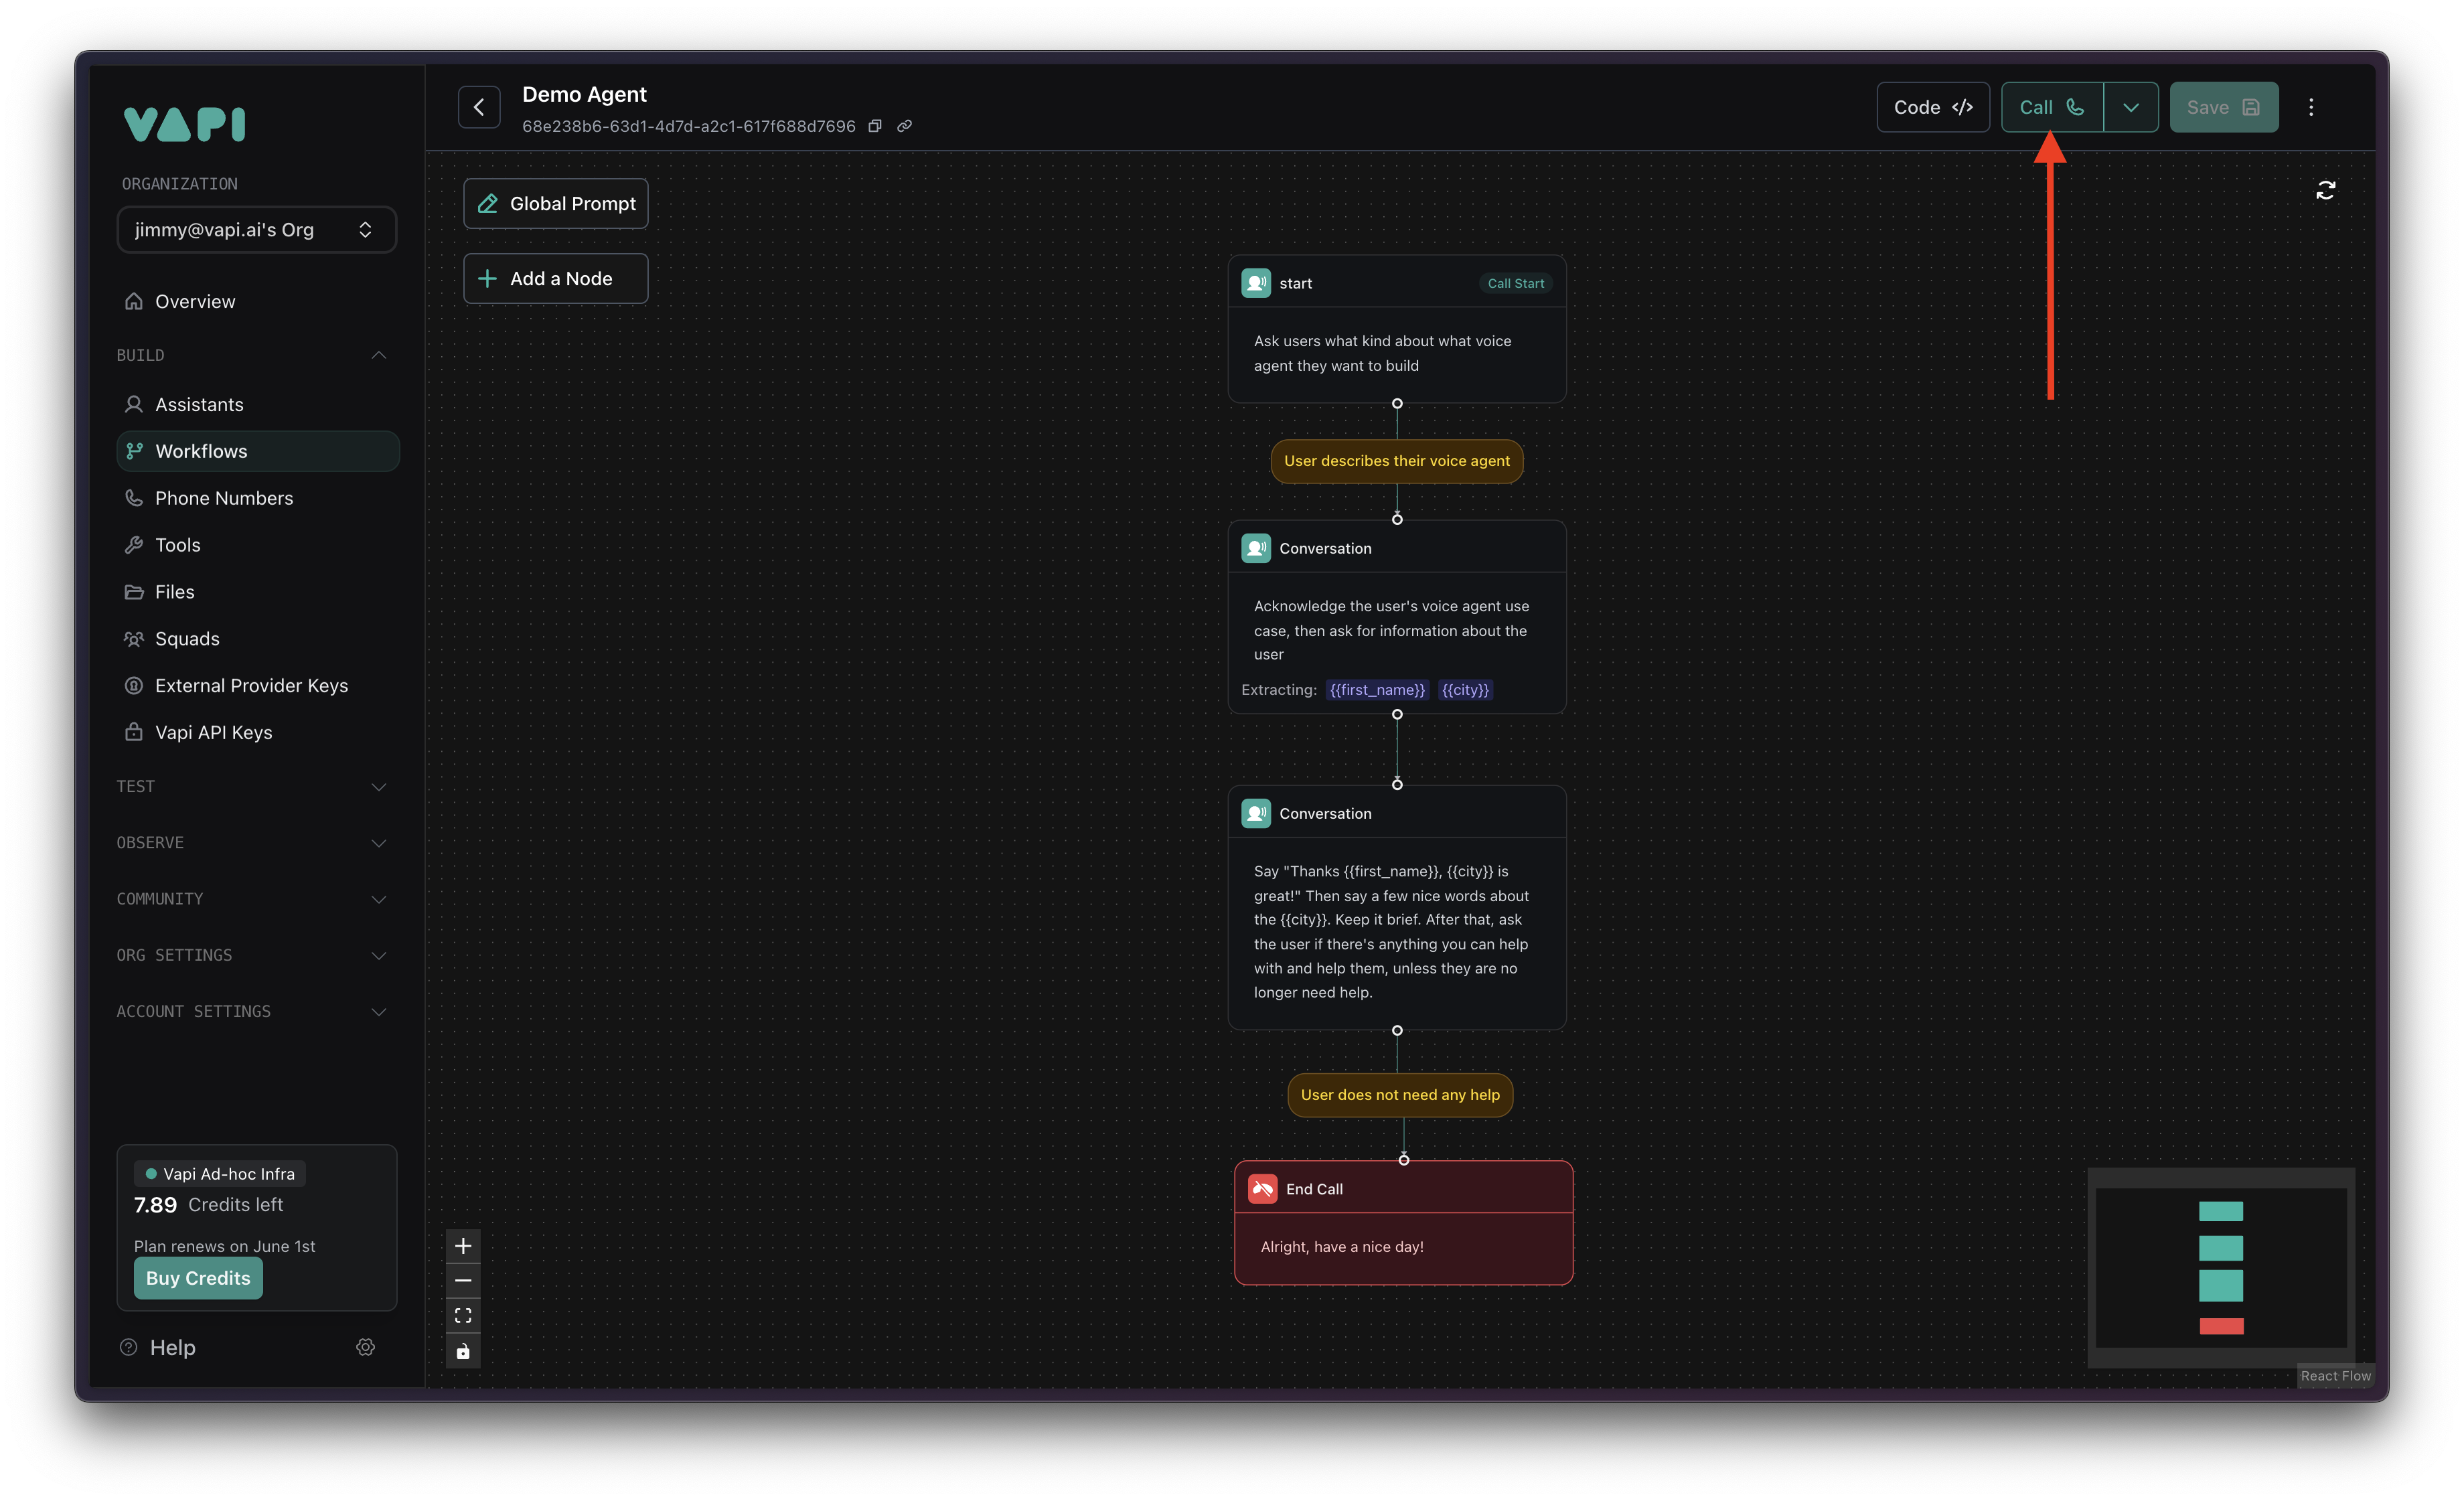 VAPI
ORGANIZATION
jimmy@vapi.ai's Org
Overview
BUILD
Assistants
Workflows
Phone Numbers
Tools
Files
Squads
External Provider Keys
Vapi API Keys
TEST
OBSERVE
COMMUNITY
ORG SETTINGS
ACCOUNT SETTINGS
Vapi Ad-hoc Infra
7.89 Credits left
Plan renews on June 1st
Buy Credits
Help
Demo Agent
68e238b6-63d1-4d7d-a2c1-617f688d7696
Code </>
Call
Save
Global Prompt
Add a Node
start
Call Start
Ask users what kind about what voice
agent they want to build
User describes their voice agent
Conversation
Acknowledge the user's voice agent use
case, then ask for information about the
user
Extracting: {{first_name}} {{city}}
Conversation
Say "Thanks {{first_name}}, {{city}} is
great!" Then say a few nice words about
the {{city}}. Keep it brief. After that, ask
the user if there's anything you can help
with and help them, unless they are no
longer need help.
User does not need any help
End Call
Alright, have a nice day!
React Flow